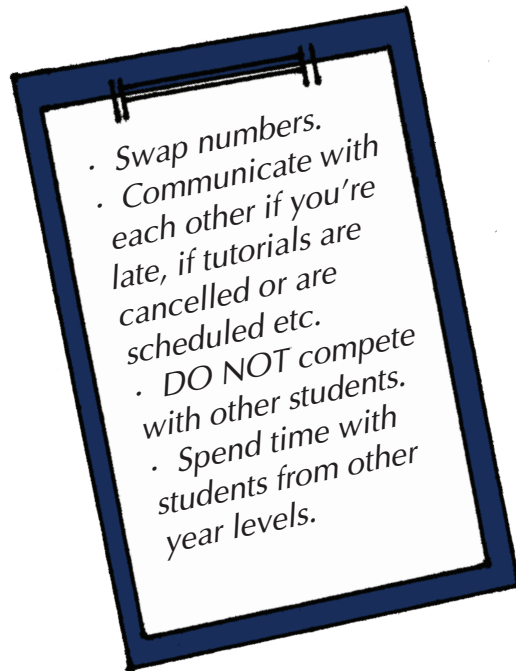 · Swap numbers.
· Communicate with
each other if you’re
late, if tutorials are
cancelled or are
scheduled etc.
· DO NOT compete
with other students.
· Spend time with
students from other
year levels.